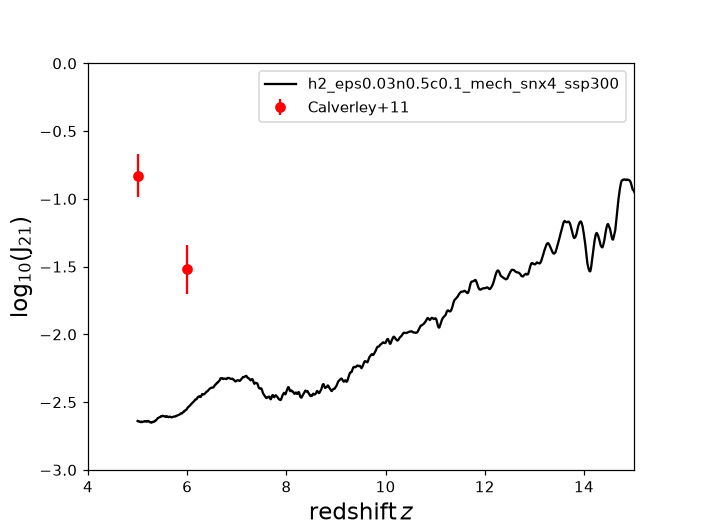 0.0
h2_eps0.03n0.5c0.1_mech_snx4_ssp300
Calverley+11
−0.5
−1.0
−1.5
−2.0
−2.5
−3.0
log₁₀(J₂₁)
4 6 8 10 12 14
redshift z